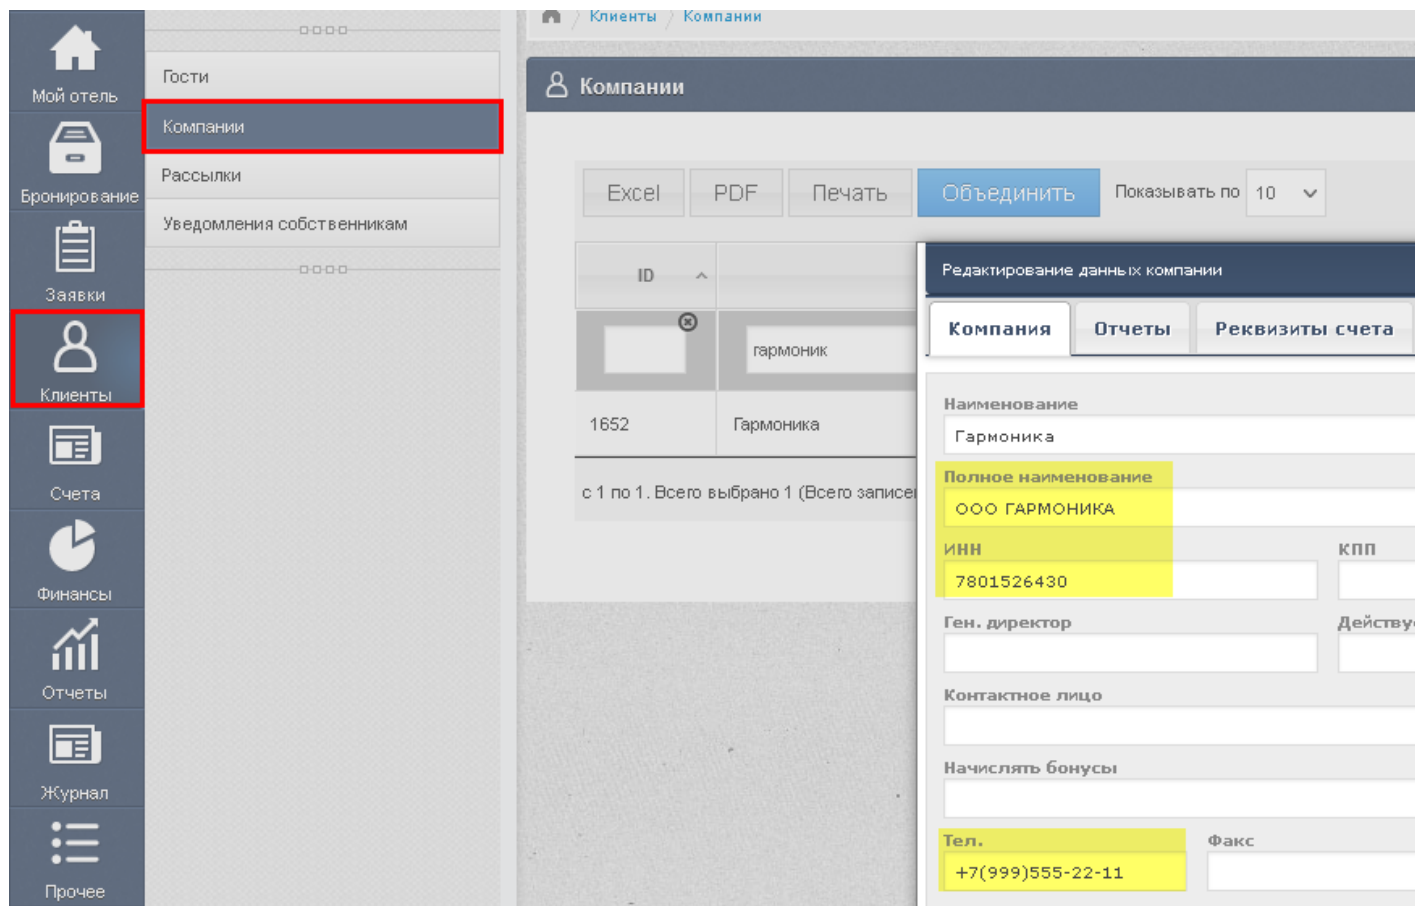 Мой отель
Бронирование
Заявки
Клиенты
Счета
Финансы
Отчеты
Журнал
Прочее
Гости
Компании
Рассылки
Уведомления собственникам
Клиенты
Компании
Компании
Excel
PDF
Печать
Объединить
Показывать по 10
ID
гармоник
1652
Гармоника
с 1 по 1. Всего выбрано 1 (Всего
Редактирование данных компании
Компания
Отчеты
Реквизиты счета
Наименование
Гармоника
Полное наименование
ООО ГАРМОНИКА
ИНН
КПП
7801526430
Ген. директор
Контактное лицо
Начислять бонусы
Тел.
Факс
+7(999)555-22-11